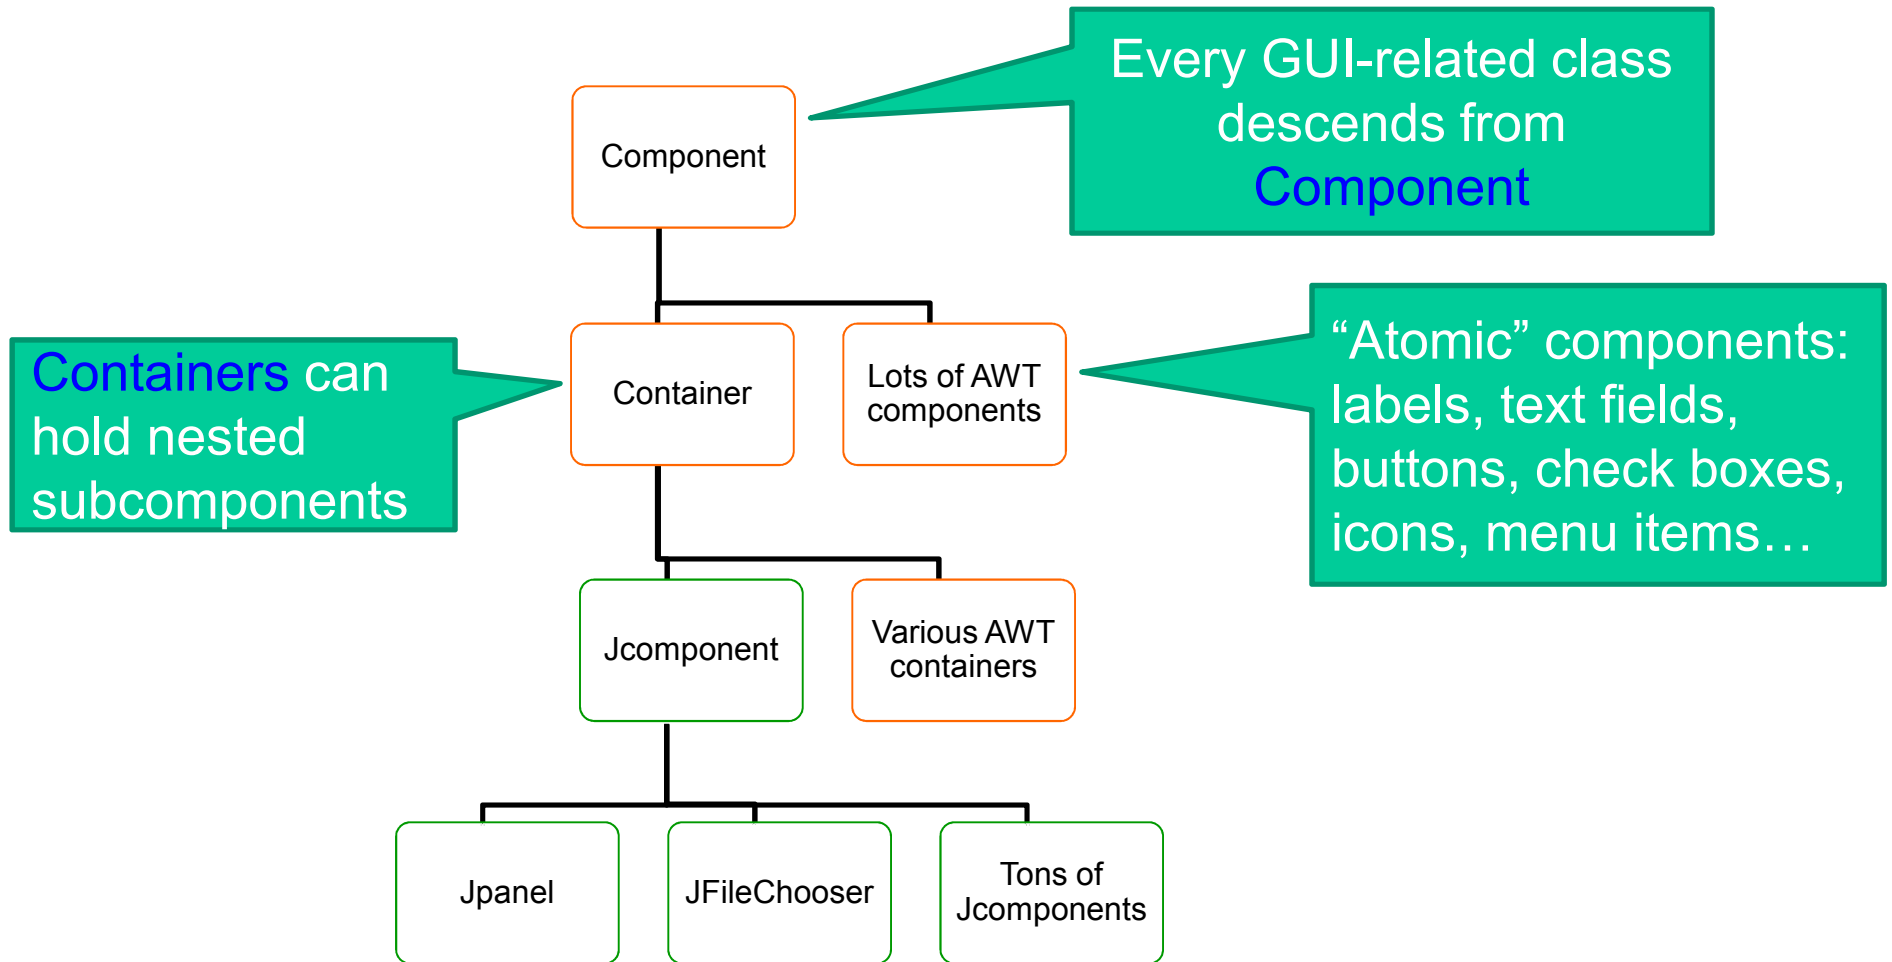 Every GUI-related class
descends from
Component
Component
Containers can
hold nested
subcomponents
Container
Lots of AWT
components
“Atomic” components:
labels, text fields,
buttons, check boxes,
icons, menu items…
Jcomponent
Various AWT
containers
Jpanel
JFileChooser
Tons of
Jcomponents